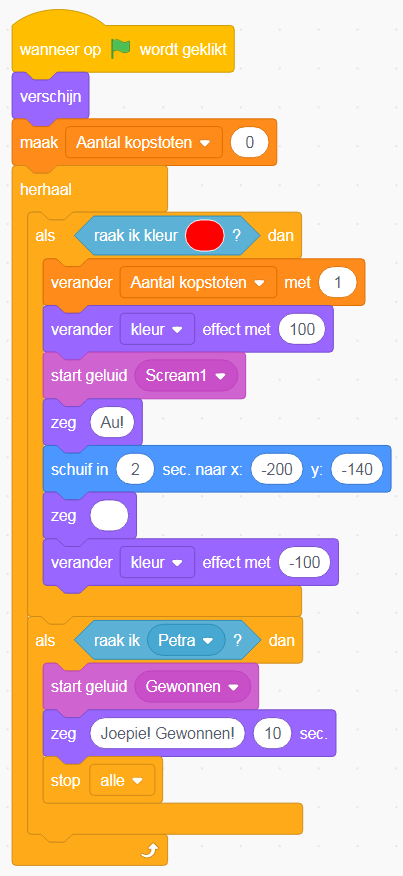 wanneer op wordt geklikt
verschijn
maak Aantal kopstoten 0
herhaal
als raak ik kleur ? dan
verander Aantal kopstoten met 1
verander kleur effect met 100
start geluid Scream1
zeg Au!
schuif in 2 sec. naar x: -200 y: -140
zeg
verander kleur effect met -100
als raak ik Petra ? dan
start geluid Gewonnen
zeg Joepie! Gewonnen! 10 sec.
stop alle